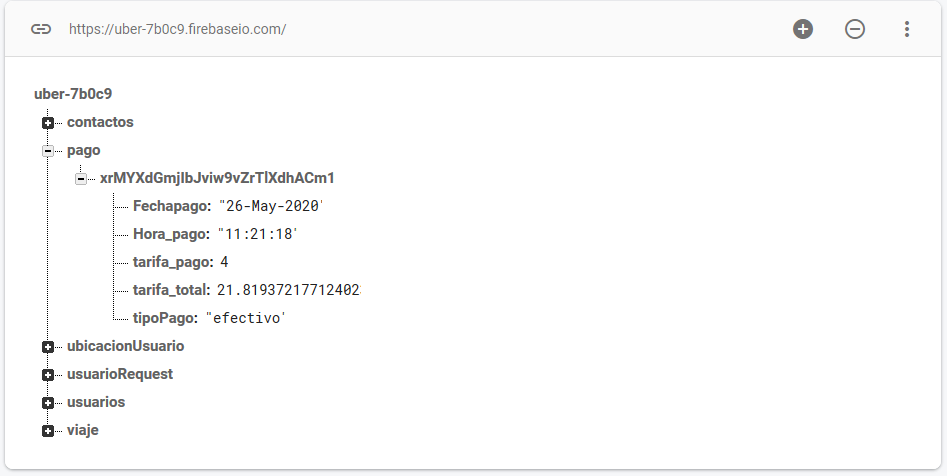 https://uber-7b0c9.firebaseio.com/
uber-7b0c9
contactos
pago
xrMYXdGmjIbJviw9vZrTlXdhACm1
Fechapago: "26-May-2020'
Hora_pago: "11:21:18'
tarifa_pago: 4
tarifa_total: 21.81937217712402
tipoPago: "efectivo'
ubicacionUsuario
usuarioRequest
usuarios
viaje